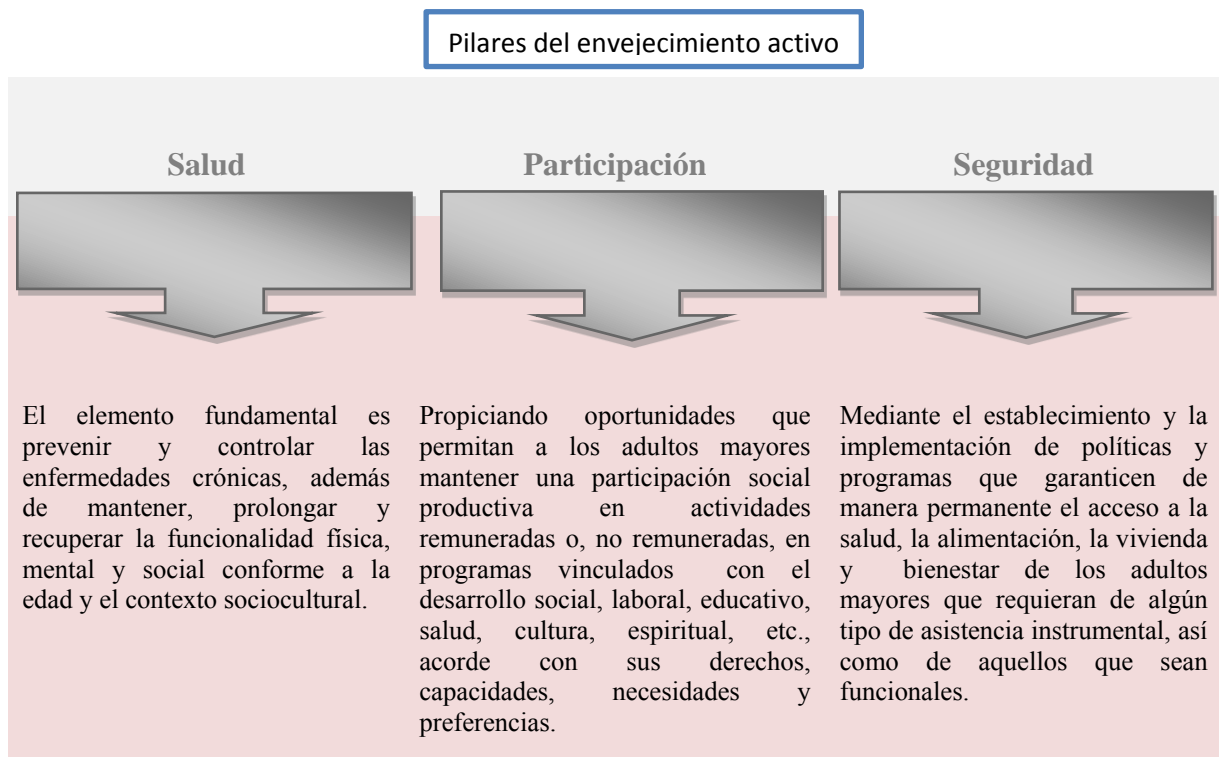 Pilares del envejecimiento activo
Salud
Participación
Seguridad
El elemento fundamental es
prevenir y controlar las
enfermedades crónicas, además
de mantener, prolongar y
recuperar la funcionalidad física,
mental y social conforme a la
edad y el contexto sociocultural.
Propiciando oportunidades que
permitan a los adultos mayores
mantener una participación social
productiva en actividades
remuneradas o, no remuneradas, en
programas vinculados con el
desarrollo social, laboral, educativo,
salud, cultura, espiritual, etc.,
acorde con sus derechos,
capacidades, necesidades y
preferencias.
Mediante el establecimiento y la
implementación de políticas y
programas que garanticen de
manera permanente el acceso a la
salud, la alimentación, la vivienda
y bienestar de los adultos
mayores que requieran de algún
tipo de asistencia instrumental, así
como de aquellos que sean
funcionales.